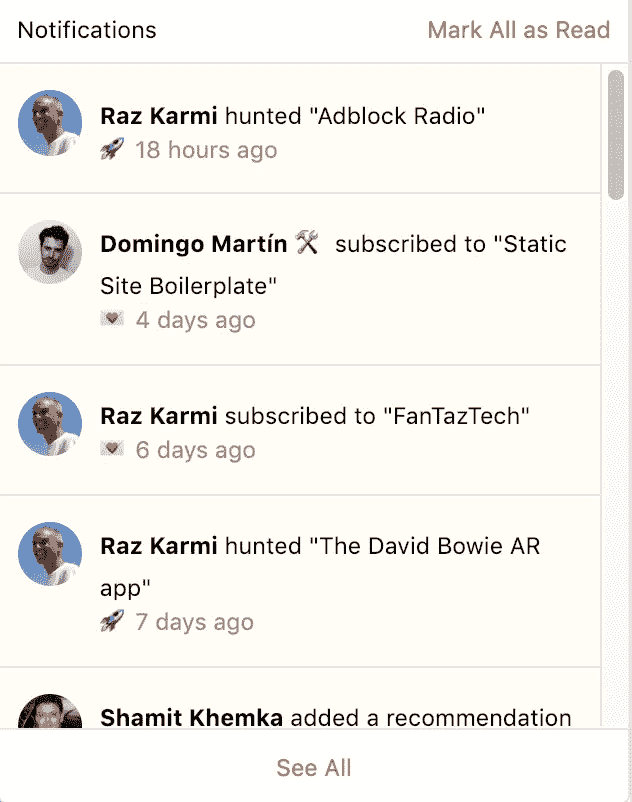 Notifications
Mark All as Read
Raz Karmi hunted "Adblock Radio"
🚀 18 hours ago
Domingo Martín 🛠 subscribed to "Static
Site Boilerplate"
💌 4 days ago
Raz Karmi subscribed to "FanTazTech"
💌 6 days ago
Raz Karmi hunted "The David Bowie AR
app"
🚀 7 days ago
Shamit Khemka added a recommendation
See All